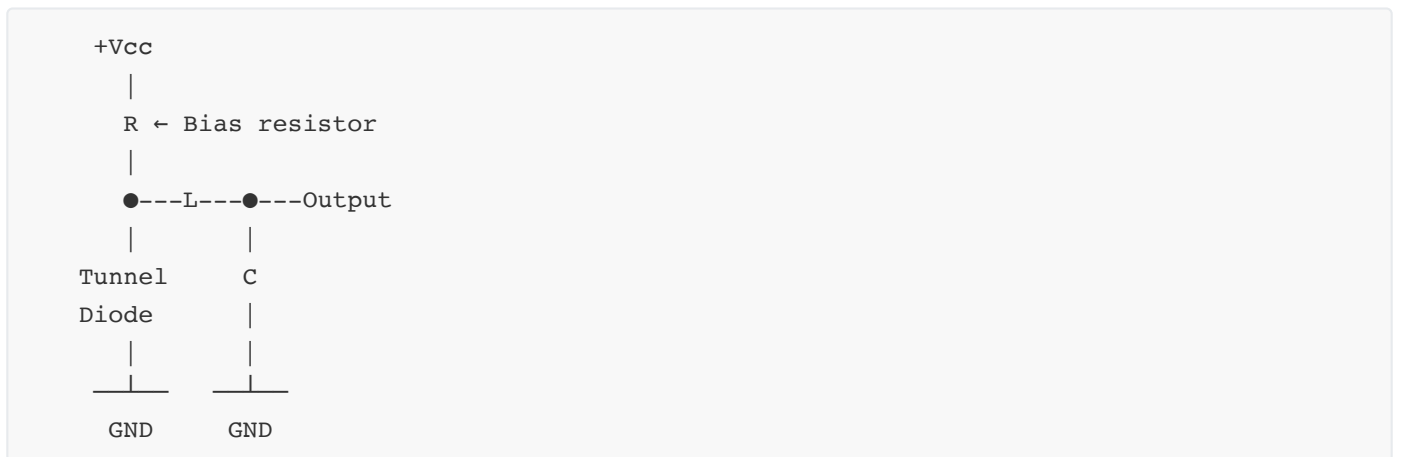 +Vcc
|
R ← Bias resistor
|
●---L---●---Output
| |
Tunnel C
Diode |
| |
──┴── ──┴──
GND GND